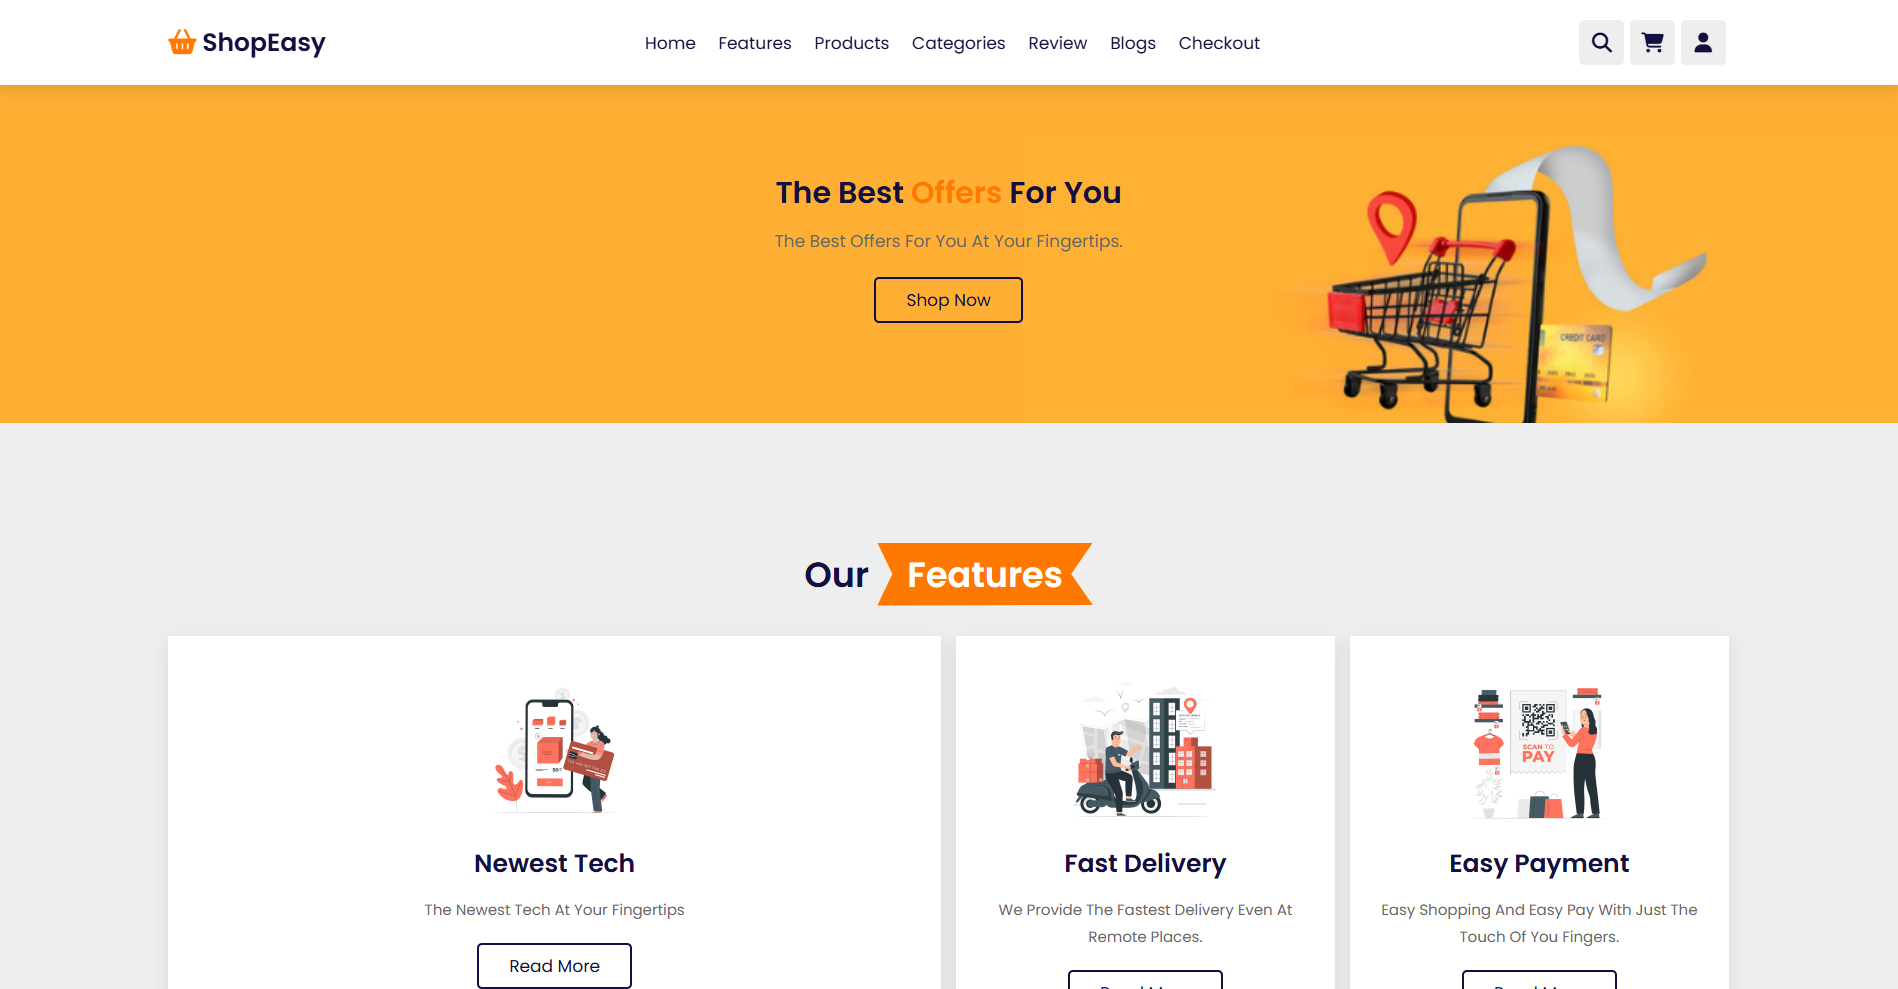 ShopEasy
Home Features Products Categories Review Blogs Checkout
The Best Offers For You
The Best Offers For You At Your Fingertips.
Shop Now
CREDIT CARD
Our Features
SCAN TO
PAY
Newest Tech
The Newest Tech At Your Fingertips
Read More
Fast Delivery
We Provide The Fastest Delivery Even At
Remote Places.
Easy Payment
Easy Shopping And Easy Pay With Just The
Touch Of You Fingers.